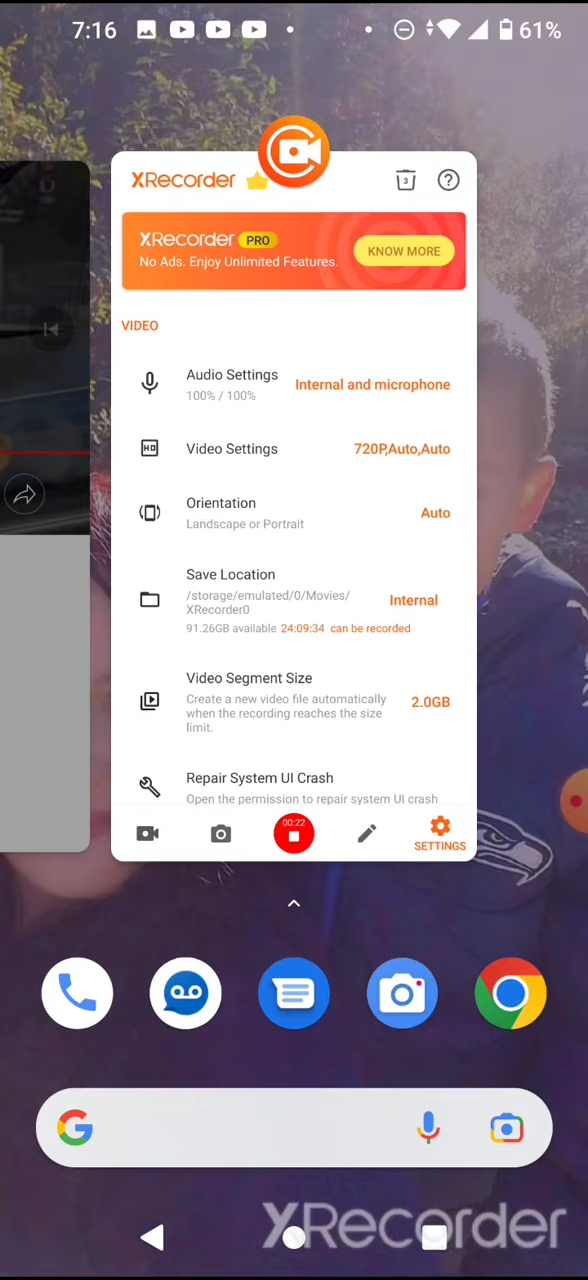 7:16
61%
XRecorder
3
?
XRecorder PRO
No Ads. Enjoy Unlimited Features.
KNOW MORE
VIDEO
Audio Settings
100% / 100%
Internal and microphone
HD
Video Settings
720P,Auto,Auto
Orientation
Landscape or Portrait
Auto
Save Location
/storage/emulated/0/Movies/
XRecorder0
Internal
91.26GB available 24:09:34 can be recorded
Video Segment Size
Create a new video file automatically
when the recording reaches the size
limit.
2.0GB
Repair System UI Crash
Open the permission to repair system UI crash
00:22
SETTINGS
G
XRecorder